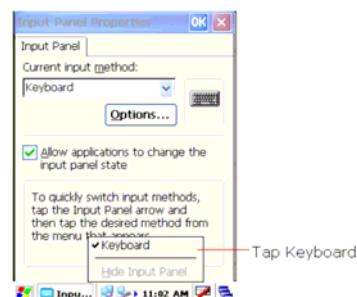 Input Panel Properties OK
Input Panel
Current input method:
Keyboard
Options...
Allow applications to change the
input panel state
To quickly switch input methods,
tap the Input Panel arrow and
then tap the desired method from
the menu that appears.
Keyboard
Tap Keyboard
Hide Input Panel
Inpu... 11:02 AM